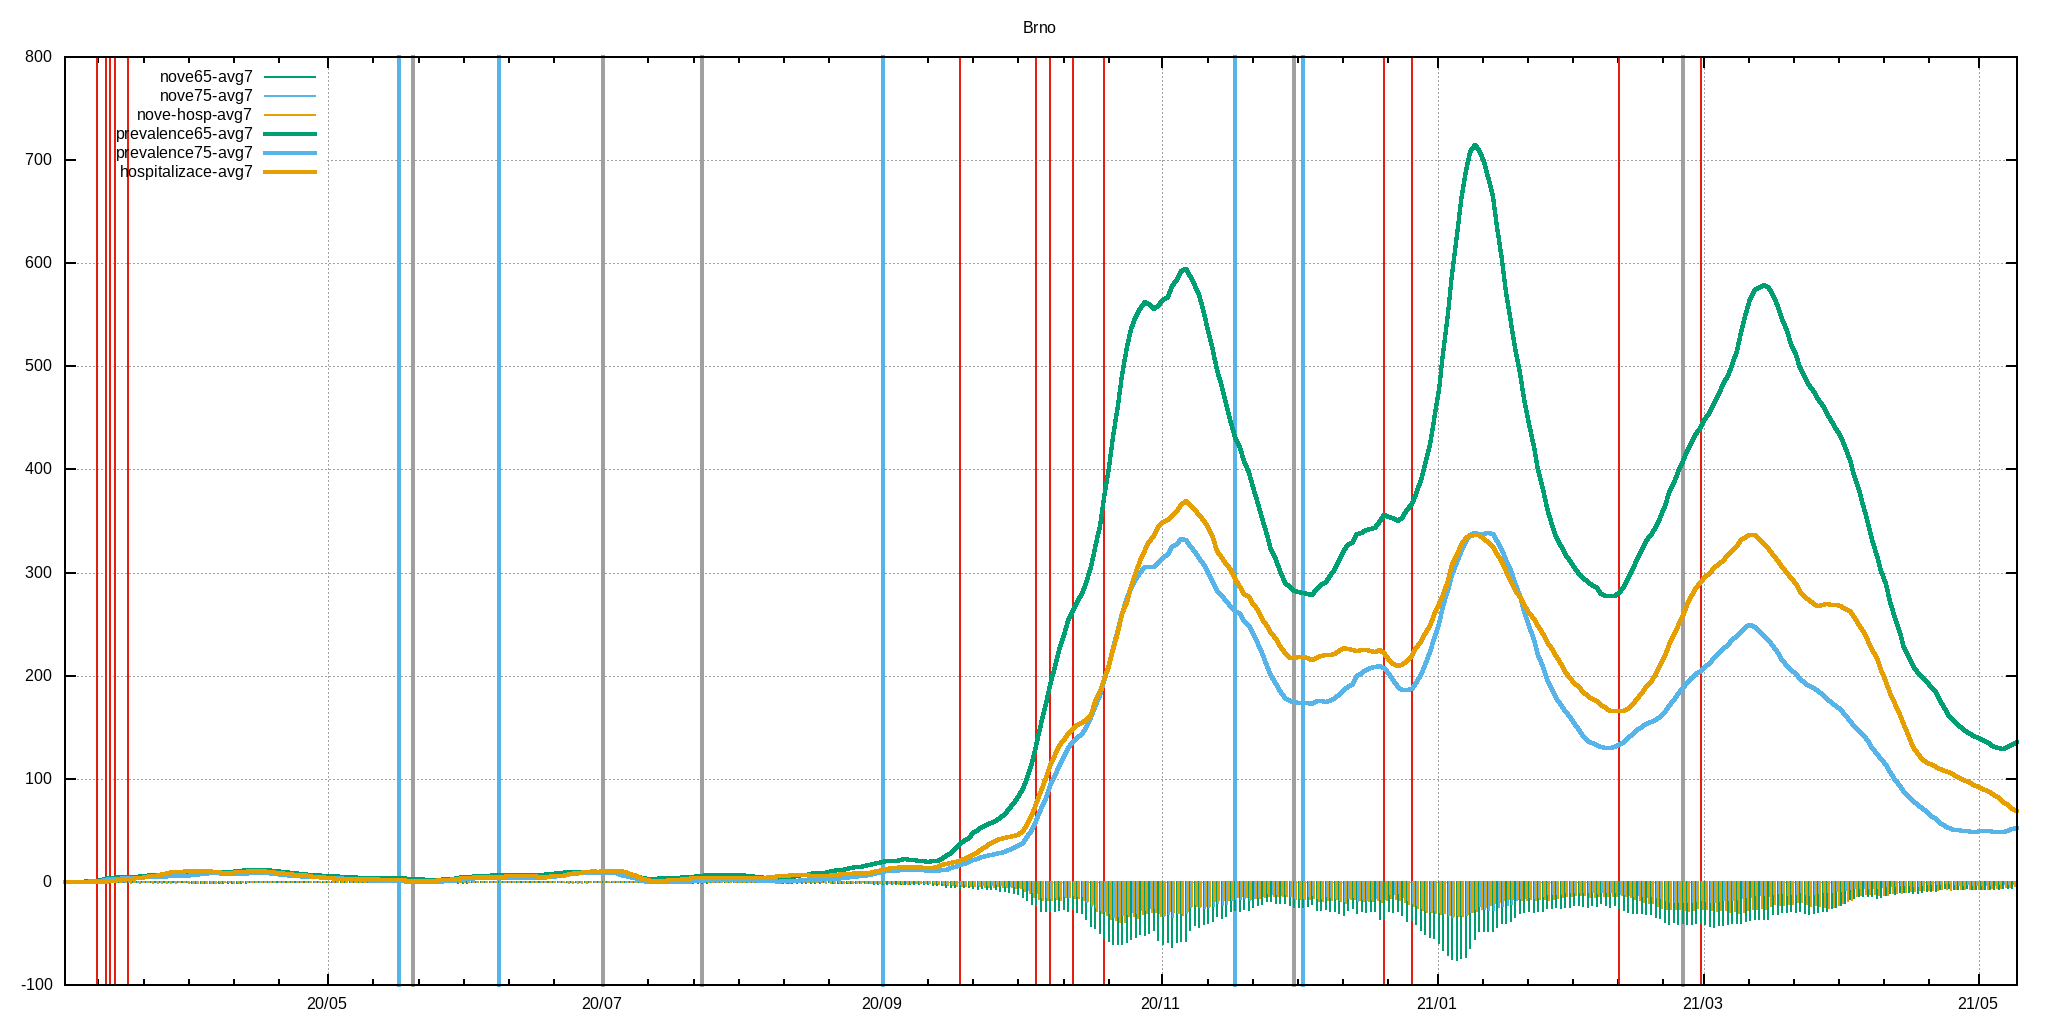 Brno
800
nove65-avg7
nove75-avg7
nove-hosp-avg7
prevalence65-avg7
prevalence75-avg7
hospitalizace-avg7
700
600
500
400
300
200
100
0
-100
20/05 20/07 20/09 20/11 21/01 21/03 21/05